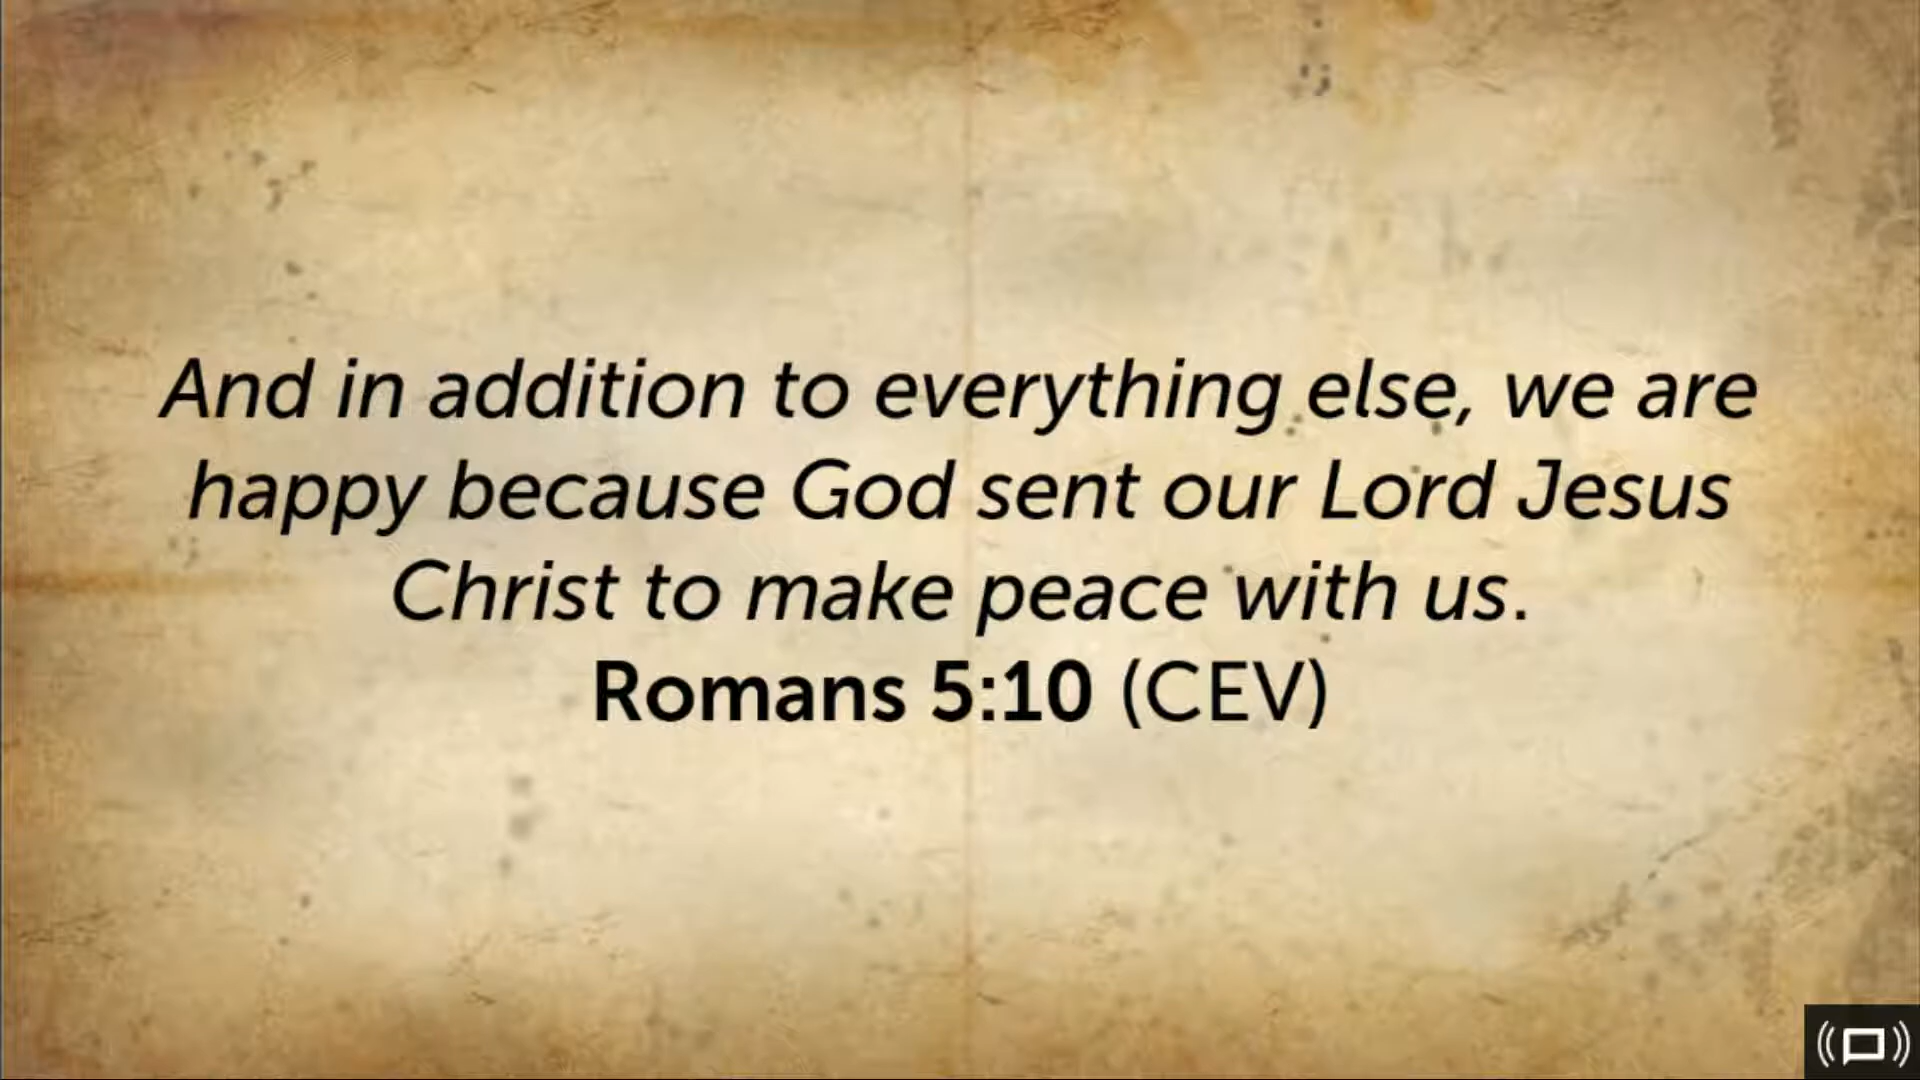 And in addition to everything else, we are
happy because God sent our Lord Jesus
Christ to make peace with us.
Romans 5:10 (CEV)